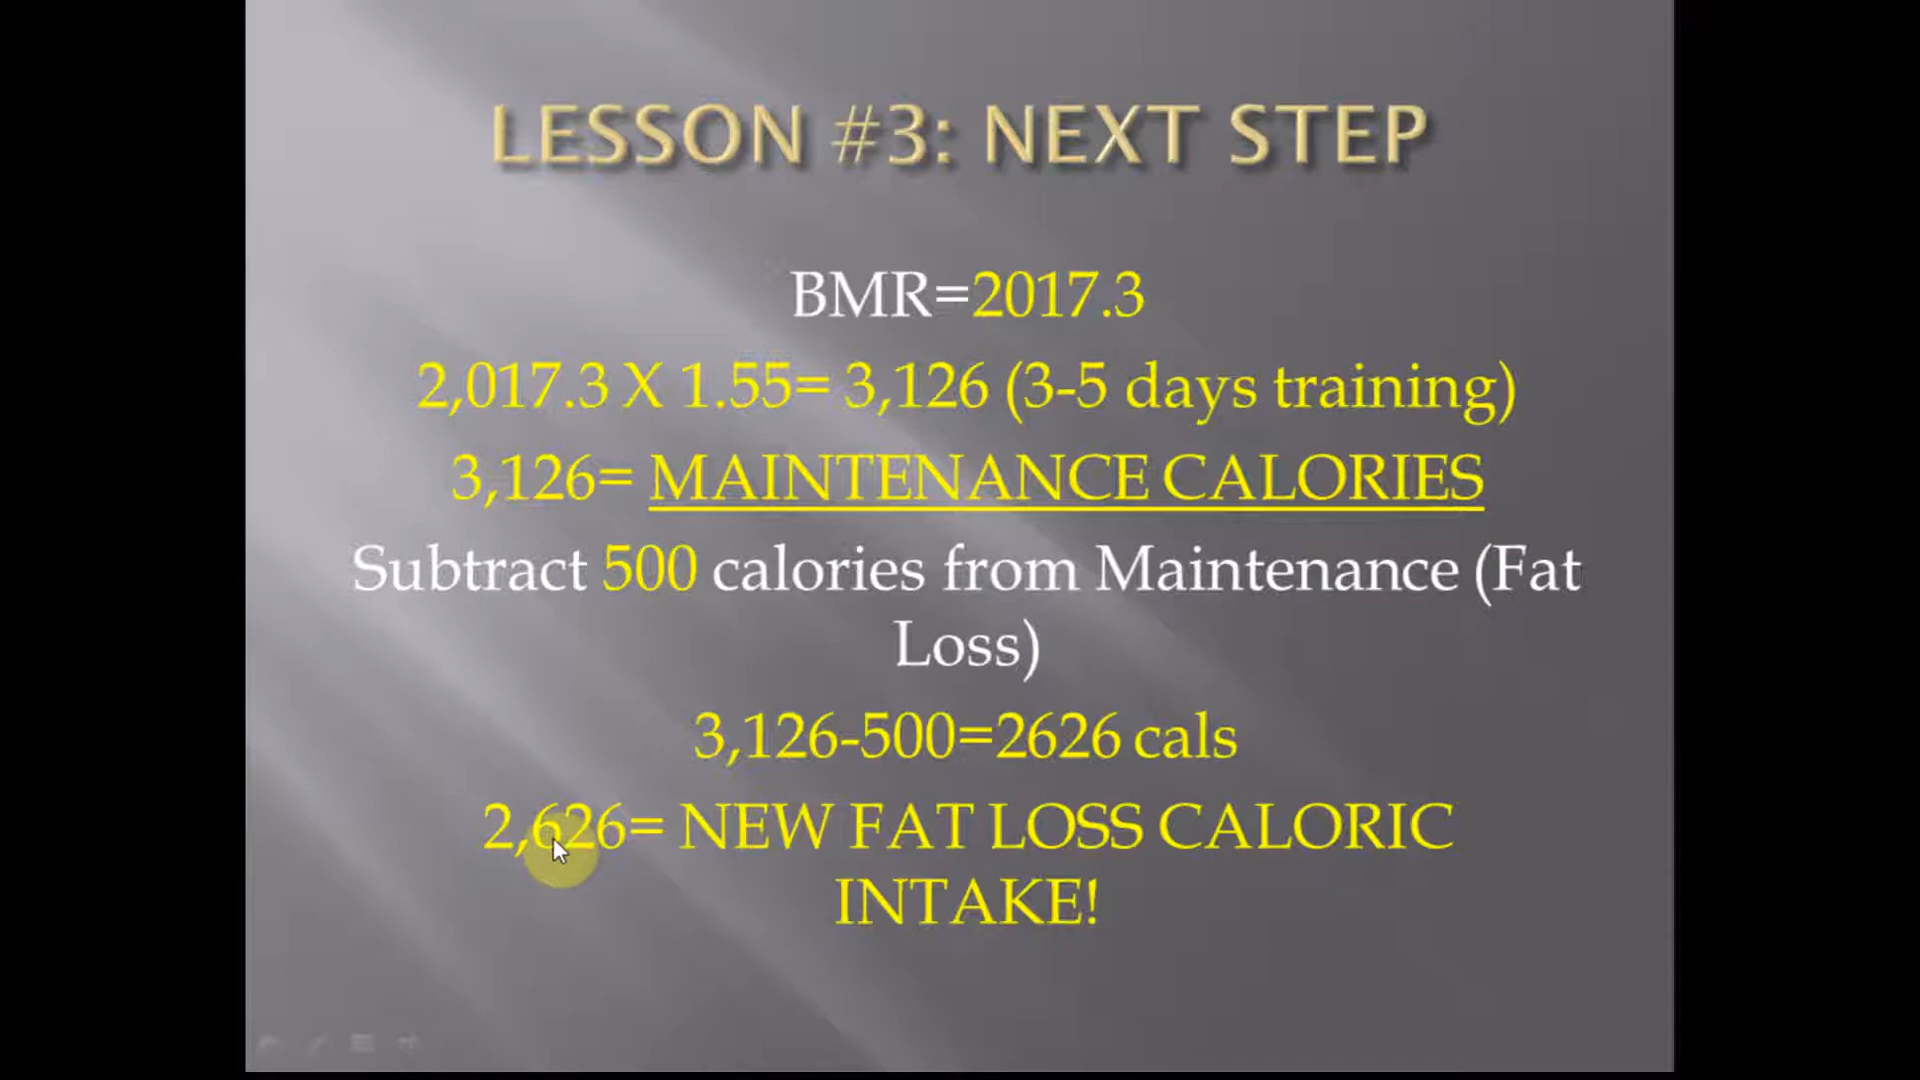 LESSON #3: NEXT STEP
BMR=2017.3
2,017.3 X 1.55= 3,126 (3-5 days training)
3,126= MAINTENANCE CALORIES
Subtract 500 calories from Maintenance (Fat
Loss)
3,126-500=2626 cals
2,626= NEW FAT LOSS CALORIC
INTAKE!